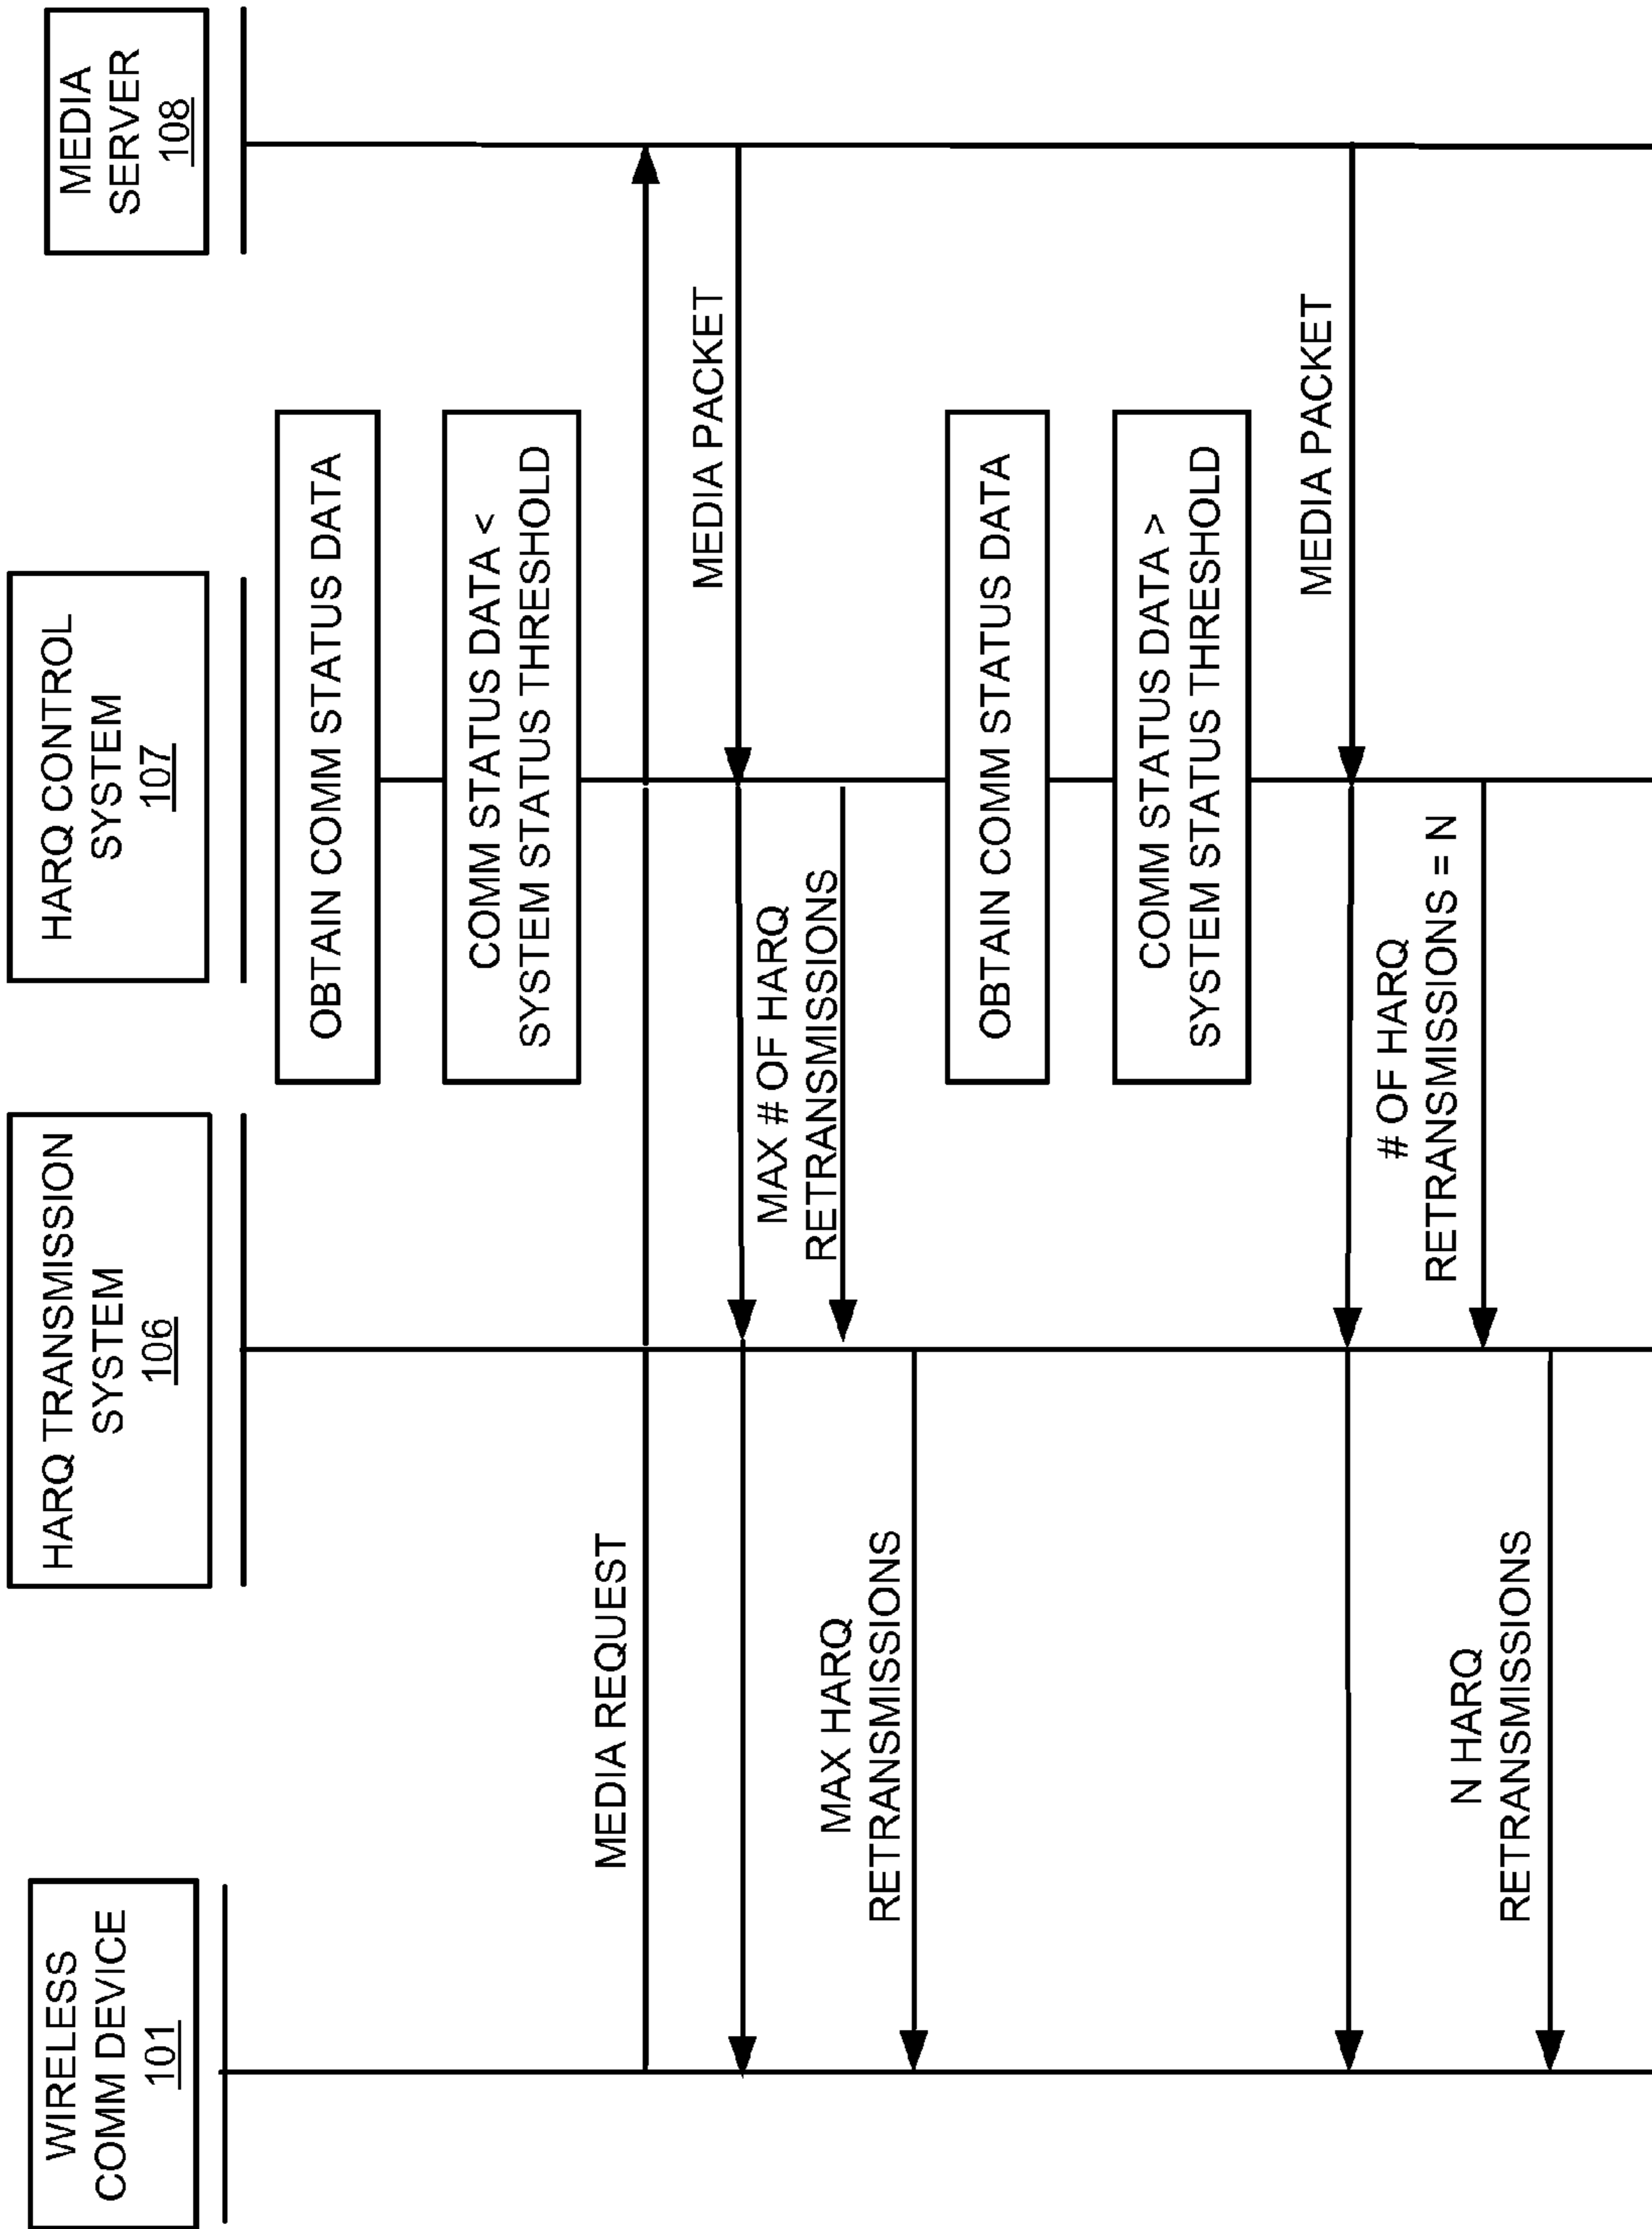 WIRELESS
COMM DEVICE
101
HARQ TRANSMISSION
SYSTEM
106
HARQ CONTROL
SYSTEM
107
MEDIA
SERVER
108
OBTAIN COMM STATUS DATA
COMM STATUS DATA <
SYSTEM STATUS THRESHOLD
MEDIA REQUEST
MEDIA PACKET
MAX # OF HARQ
RETRANSMISSIONS
MAX HARQ
RETRANSMISSIONS
OBTAIN COMM STATUS DATA
COMM STATUS DATA >
SYSTEM STATUS THRESHOLD
MEDIA PACKET
# OF HARQ
RETRANSMISSIONS = N
N HARQ
RETRANSMISSIONS